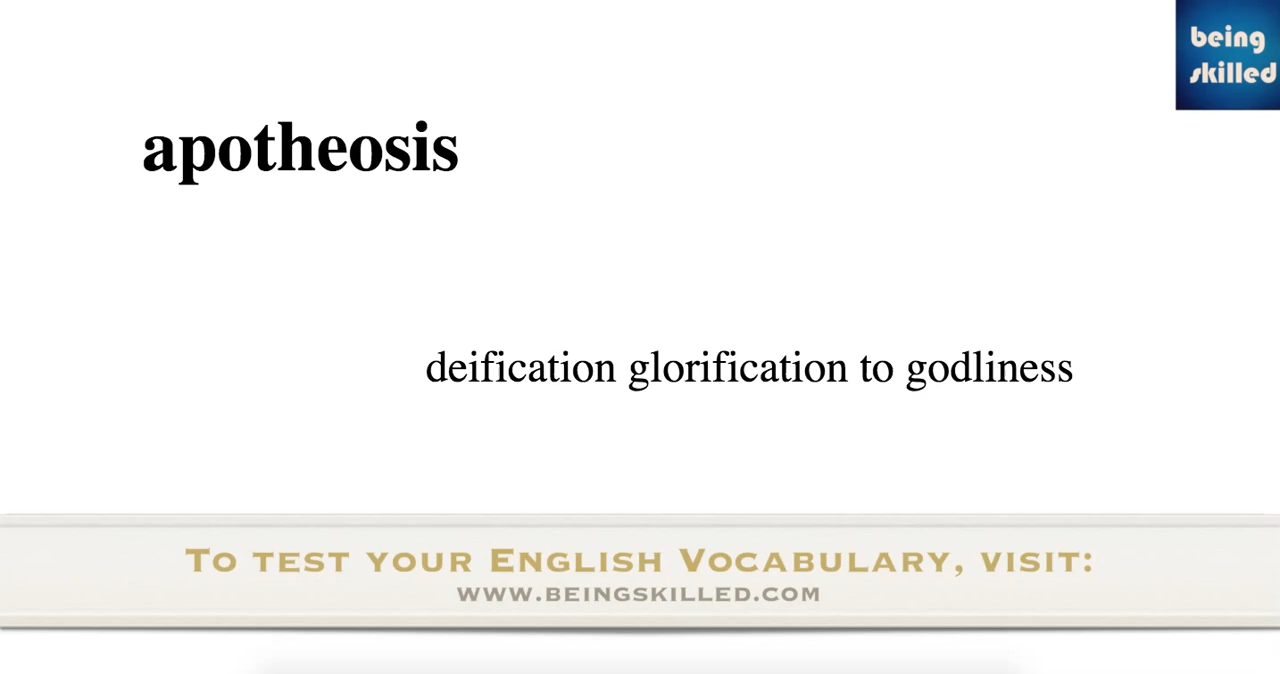 being
skilled
apotheosis
deification glorification to godliness
To test your English Vocabulary, visit:
www.beingskilled.com